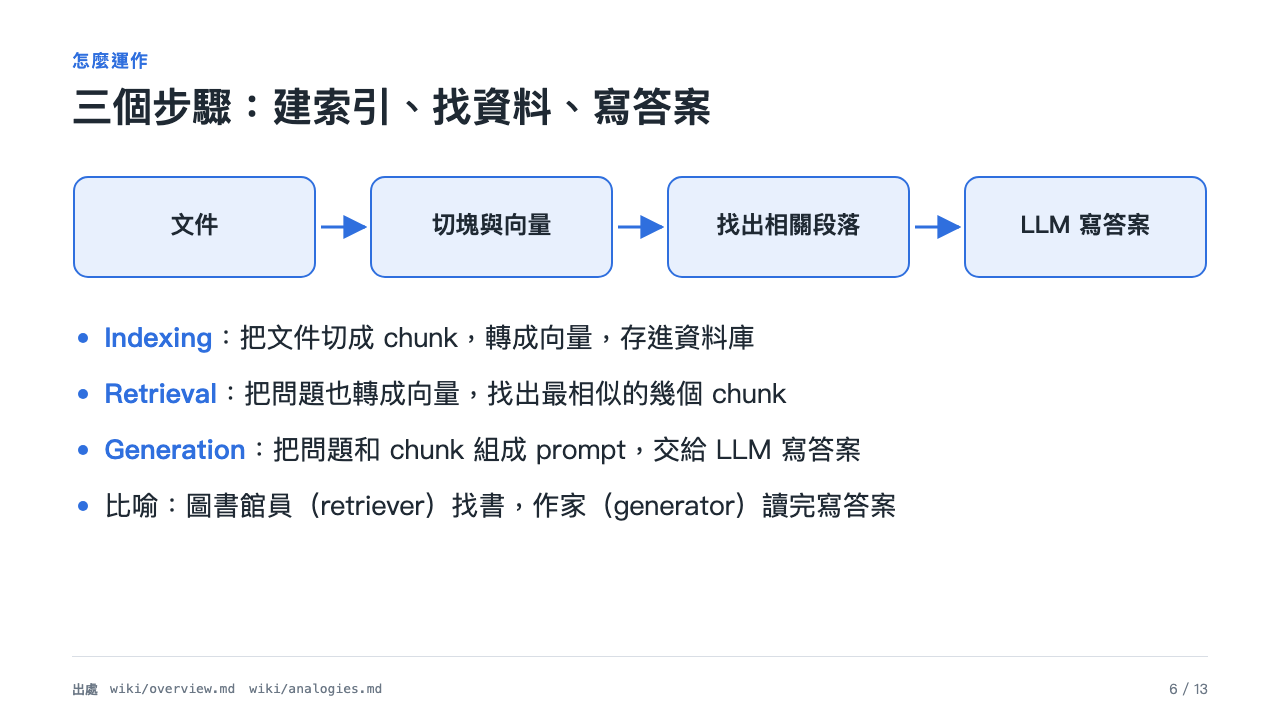 怎麼運作
三個步驟：建索引、找資料、寫答案
文件
切塊與向量
找出相關段落
LLM 寫答案
Indexing：把文件切成 chunk，轉成向量，存進資料庫
Retrieval：把問題也轉成向量，找出最相似的幾個 chunk
Generation：把問題和 chunk 組成 prompt，交給 LLM 寫答案
比喻：圖書館員（retriever）找書，作家（generator）讀完寫答案
出處 wiki/overview.md wiki/analogies.md
6 / 13